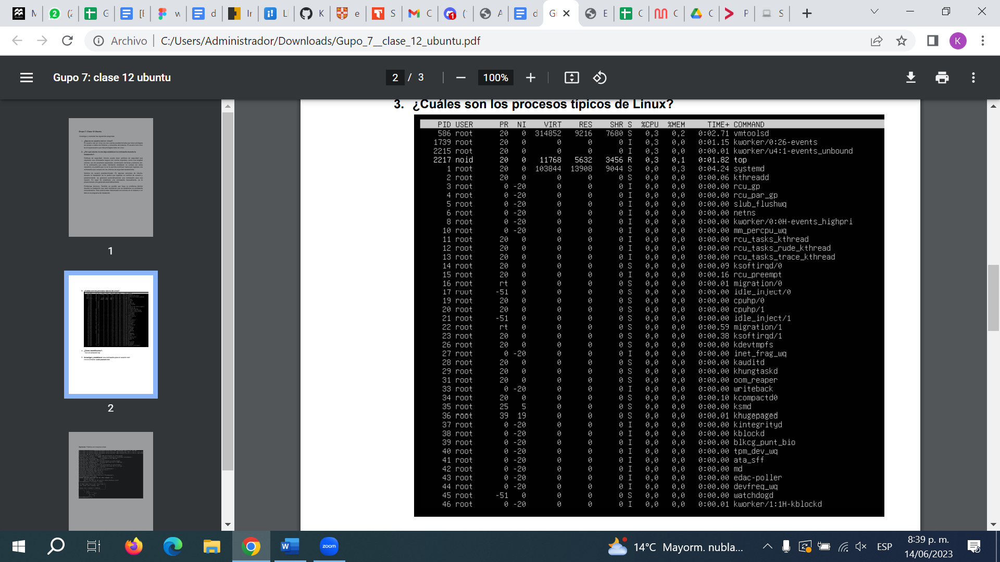 Archivo
C:/Users/Administrador/Downloads/Gupo_7__clase_12_ubuntu.pdf
K
Gupo 7: clase 12 ubuntu
2 / 3
100%
1
2
3. ¿Cuáles son los procesos típicos de Linux?
PID USER PR NI VIRT RES SHR S %CPU %MEM TIME+ COMMAND
586 root 20 0 314852 9216 7680 S 0,3 0,2 0:02.71 vmtoolsd
1739 root 20 0 0 0 0 I 0,3 0,0 0:01.15 kworker/0:26-events
2215 root 20 0 0 0 0 I 0,3 0,0 0:00.01 kworker/u4:1-events_unbound
2217 noid 20 0 11768 5632 3456 R 0,3 0,1 0:01.82 top
1 root 20 0 103844 13908 9044 S 0,0 0,3 0:04.24 systemd
2 root 20 0 0 0 0 S 0,0 0,0 0:00.06 kthreadd
3 root 0 -20 0 0 0 I 0,0 0,0 0:00.00 rcu_gp
4 root 0 -20 0 0 0 I 0,0 0,0 0:00.00 rcu_par_gp
5 root 0 -20 0 0 0 I 0,0 0,0 0:00.00 slub_flushwq
6 root 0 -20 0 0 0 I 0,0 0,0 0:00.00 netns
8 root 0 -20 0 0 0 I 0,0 0,0 0:00.00 kworker/0:0H-events_highpri
10 root 0 -20 0 0 0 I 0,0 0,0 0:00.00 mm_percpu_wq
11 root 20 0 0 0 0 I 0,0 0,0 0:00.00 rcu_tasks_kthread
12 root 20 0 0 0 0 I 0,0 0,0 0:00.00 rcu_tasks_rude_kthread
13 root 20 0 0 0 0 I 0,0 0,0 0:00.00 rcu_tasks_trace_kthread
14 root 20 0 0 0 0 S 0,0 0,0 0:00.09 ksoftirqd/0
15 root 20 0 0 0 0 I 0,0 0,0 0:00.16 rcu_preempt
16 root rt 0 0 0 0 S 0,0 0,0 0:00.01 migration/0
17 root -51 0 0 0 0 S 0,0 0,0 0:00.00 idle_inject/0
19 root 20 0 0 0 0 S 0,0 0,0 0:00.00 cpuhp/0
20 root 20 0 0 0 0 S 0,0 0,0 0:00.00 cpuhp/1
21 root -51 0 0 0 0 S 0,0 0,0 0:00.00 idle_inject/1
22 root rt 0 0 0 0 S 0,0 0,0 0:00.59 migration/1
23 root 20 0 0 0 0 S 0,0 0,0 0:00.38 ksoftirqd/1
26 root 20 0 0 0 0 S 0,0 0,0 0:00.00 kdevtmpfs
27 root 0 -20 0 0 0 I 0,0 0,0 0:00.00 inet_frag_wq
28 root 20 0 0 0 0 S 0,0 0,0 0:00.00 kauditd
29 root 20 0 0 0 0 S 0,0 0,0 0:00.00 khungtaskd
31 root 20 0 0 0 0 S 0,0 0,0 0:00.00 oom_reaper
33 root 0 -20 0 0 0 I 0,0 0,0 0:00.00 writeback
34 root 20 0 0 0 0 S 0,0 0,0 0:00.10 kcompactd0
35 root 25 5 0 0 0 S 0,0 0,0 0:00.00 ksmd
36 root 39 19 0 0 0 S 0,0 0,0 0:00.01 khugepaged
37 root 0 -20 0 0 0 I 0,0 0,0 0:00.00 kintegrityd
38 root 0 -20 0 0 0 I 0,0 0,0 0:00.00 kblockd
39 root 0 -20 0 0 0 I 0,0 0,0 0:00.00 blkcg_punt_bio
40 root 0 -20 0 0 0 I 0,0 0,0 0:00.00 tpm_dev_wq
41 root 0 -20 0 0 0 I 0,0 0,0 0:00.00 ata_sff
42 root 0 -20 0 0 0 I 0,0 0,0 0:00.00 md
43 root 0 -20 0 0 0 I 0,0 0,0 0:00.00 edac-poller
44 root 0 -20 0 0 0 I 0,0 0,0 0:00.00 devfreq_wq
45 root -51 0 0 0 0 S 0,0 0,0 0:00.00 watchdogd
46 root 0 -20 0 0 0 I 0,0 0,0 0:00.01 kworker/1:1H-kblockd
zoom
14°C Mayorm. nubla...
ESP
8:39 p. m.
14/06/2023